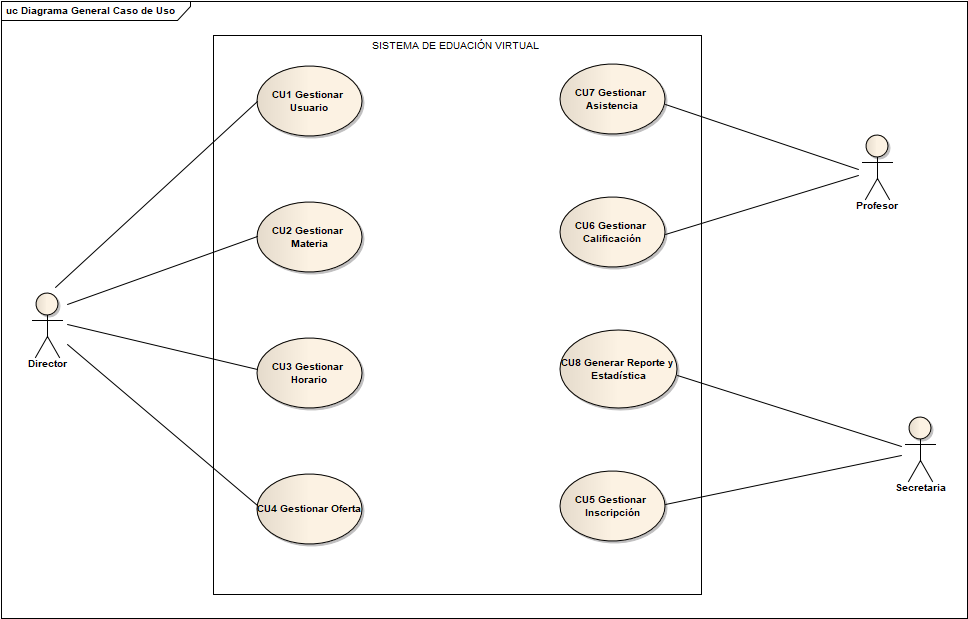 uc Diagrama General Caso de Uso
SISTEMA DE EDUACIÓN VIRTUAL
CU1 Gestionar
Usuario
CU2 Gestionar
Materia
CU3 Gestionar
Horario
CU4 Gestionar Oferta
CU7 Gestionar
Asistencia
CU6 Gestionar
Calificación
CU8 Generar Reporte y
Estadística
CU5 Gestionar
Inscripción
Director
Profesor
Secretaria